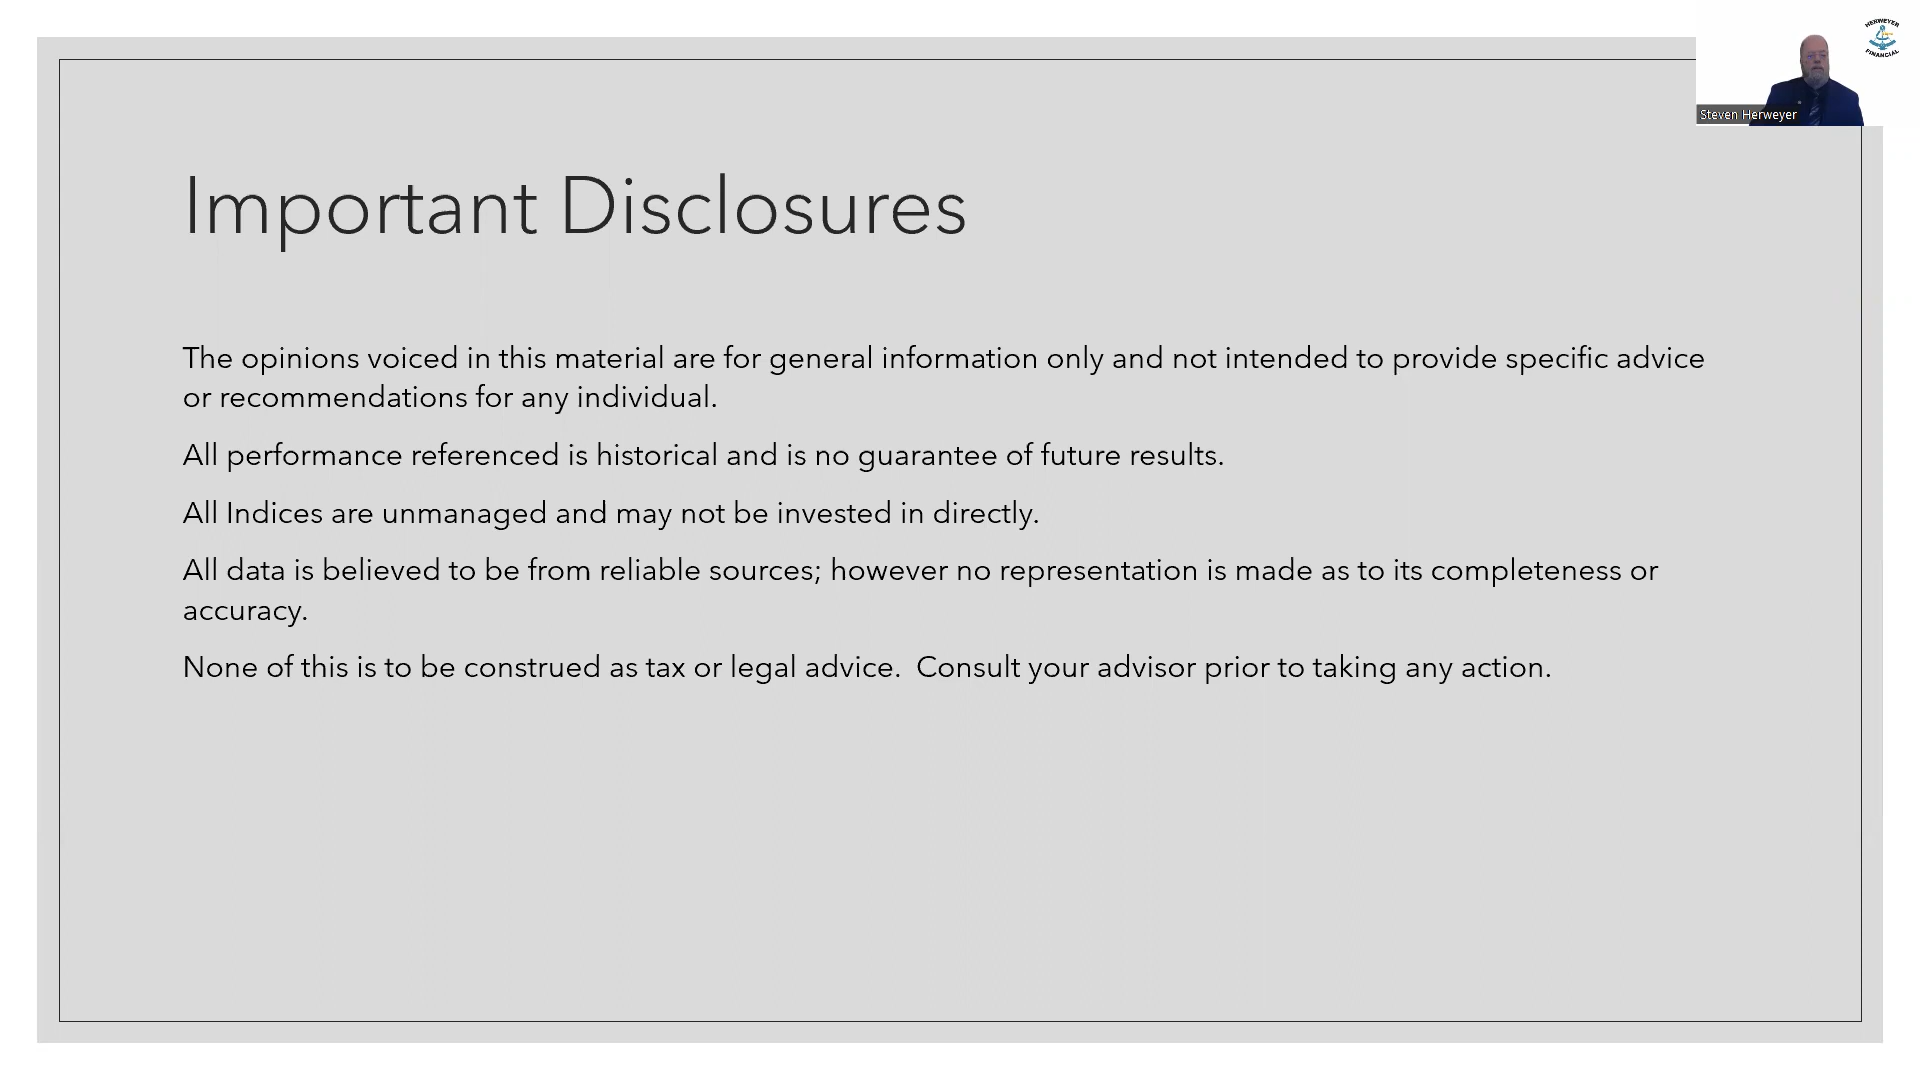 HERWEYER
FINANCIAL
Steven Herweyer
Important Disclosures
The opinions voiced in this material are for general information only and not intended to provide specific advice
or recommendations for any individual.
All performance referenced is historical and is no guarantee of future results.
All Indices are unmanaged and may not be invested in directly.
All data is believed to be from reliable sources; however no representation is made as to its completeness or
accuracy.
None of this is to be construed as tax or legal advice.  Consult your advisor prior to taking any action.